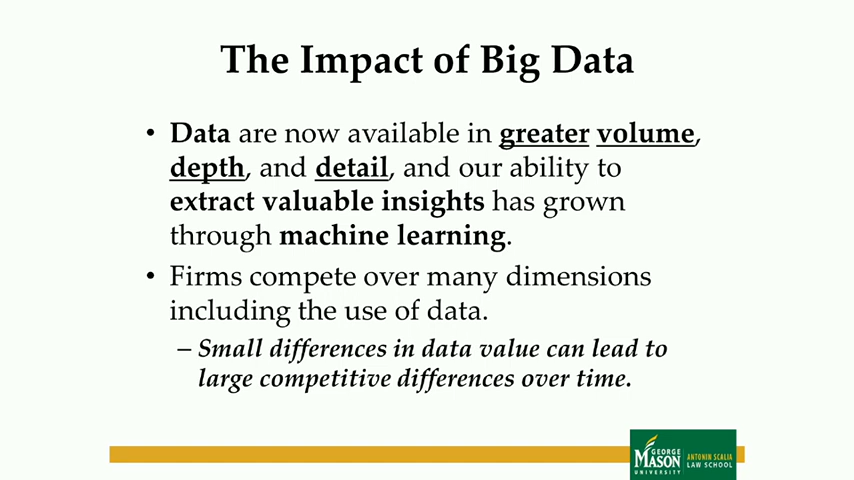 The Impact of Big Data
• Data are now available in greater volume,
depth, and detail, and our ability to
extract valuable insights has grown
through machine learning.
• Firms compete over many dimensions
including the use of data.
– Small differences in data value can lead to
large competitive differences over time.
GEORGE
MASON
UNIVERSITY
ANTONIN SCALIA
LAW SCHOOL